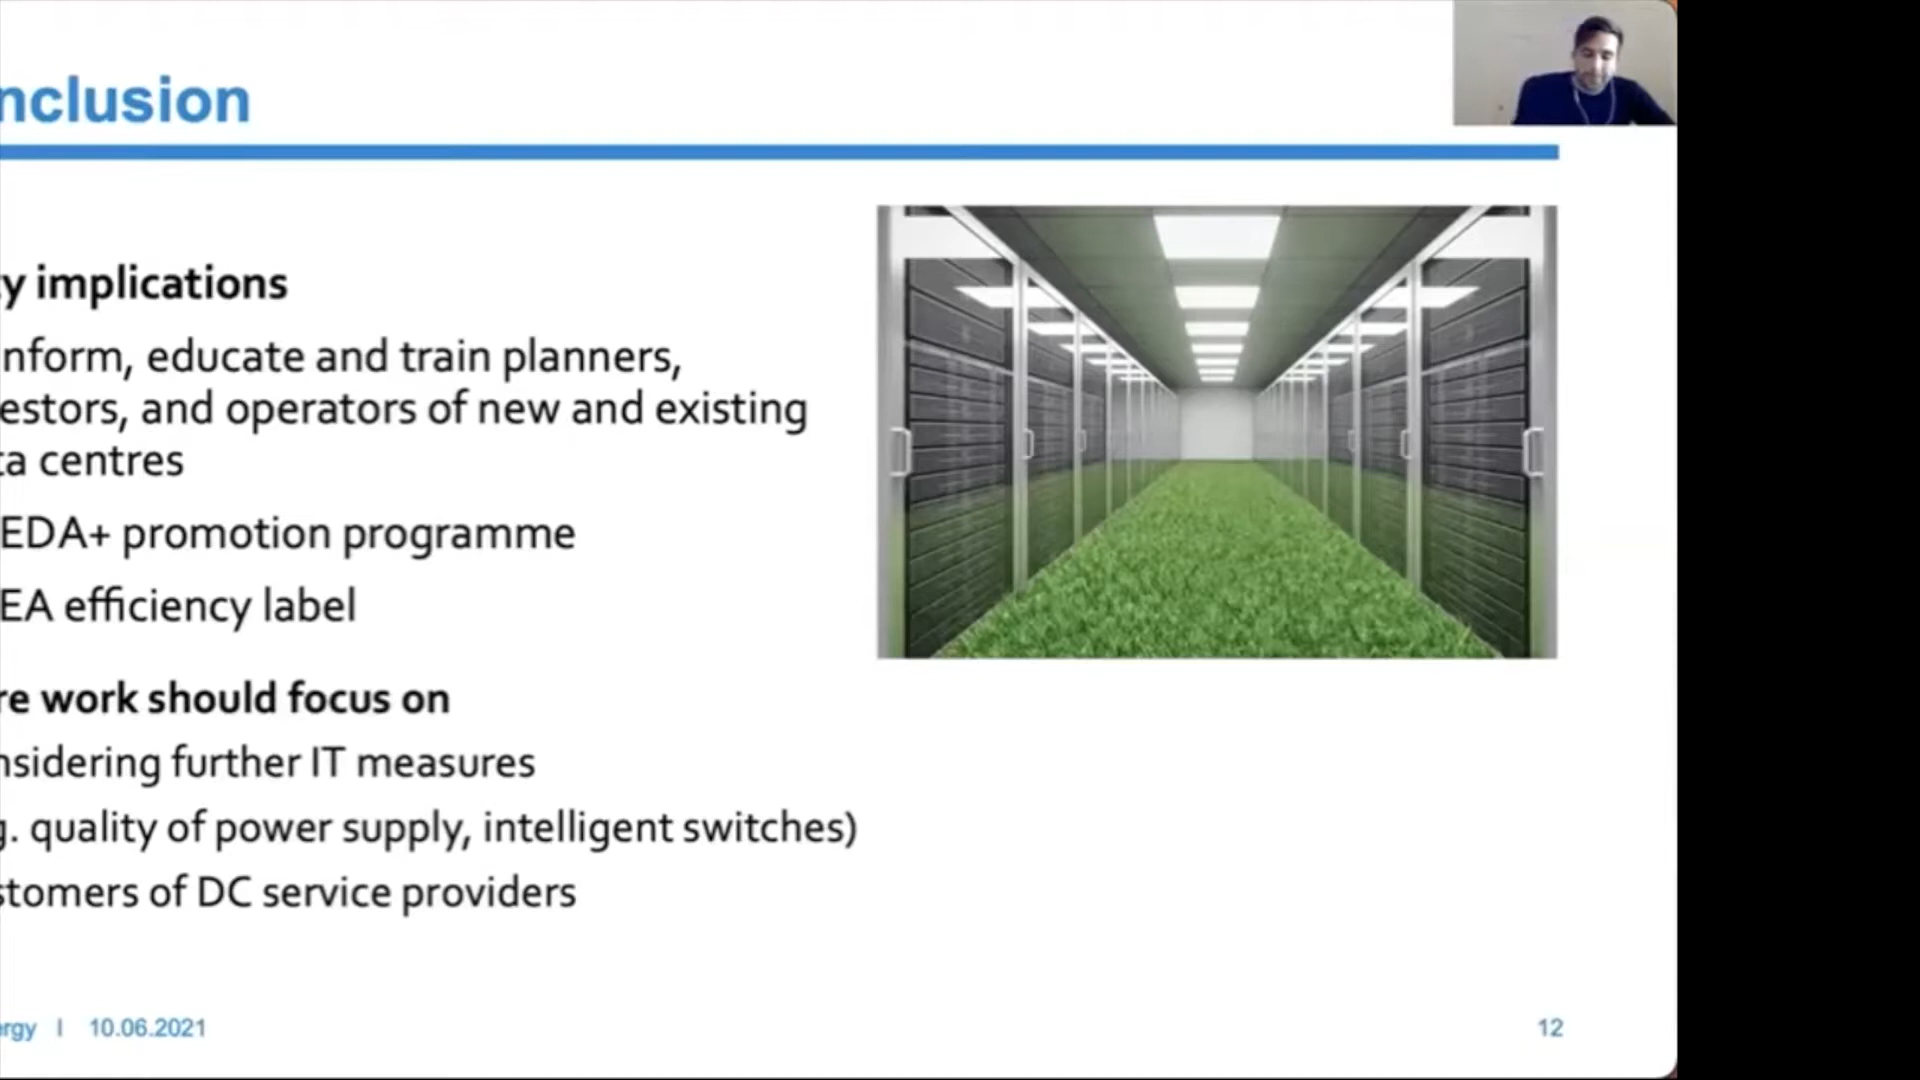 nclusion
y implications
nform, educate and train planners,
estors, and operators of new and existing
ta centres
EDA+ promotion programme
EA efficiency label
re work should focus on
nsidering further IT measures
g. quality of power supply, intelligent switches)
stomers of DC service providers
rgy | 10.06.2021
12